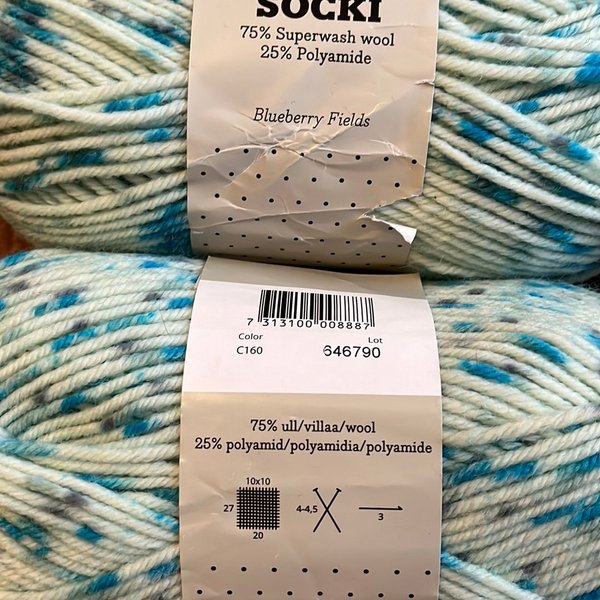 SOCKI
75% Superwash wool
25% Polyamide
Blueberry Fields
7 313100 008887
Color
Lot
C160
646790
75% ull/villaa/wool
25% polyamid/polyamidia/polyamide
10x10
27
20
4-4,5
3